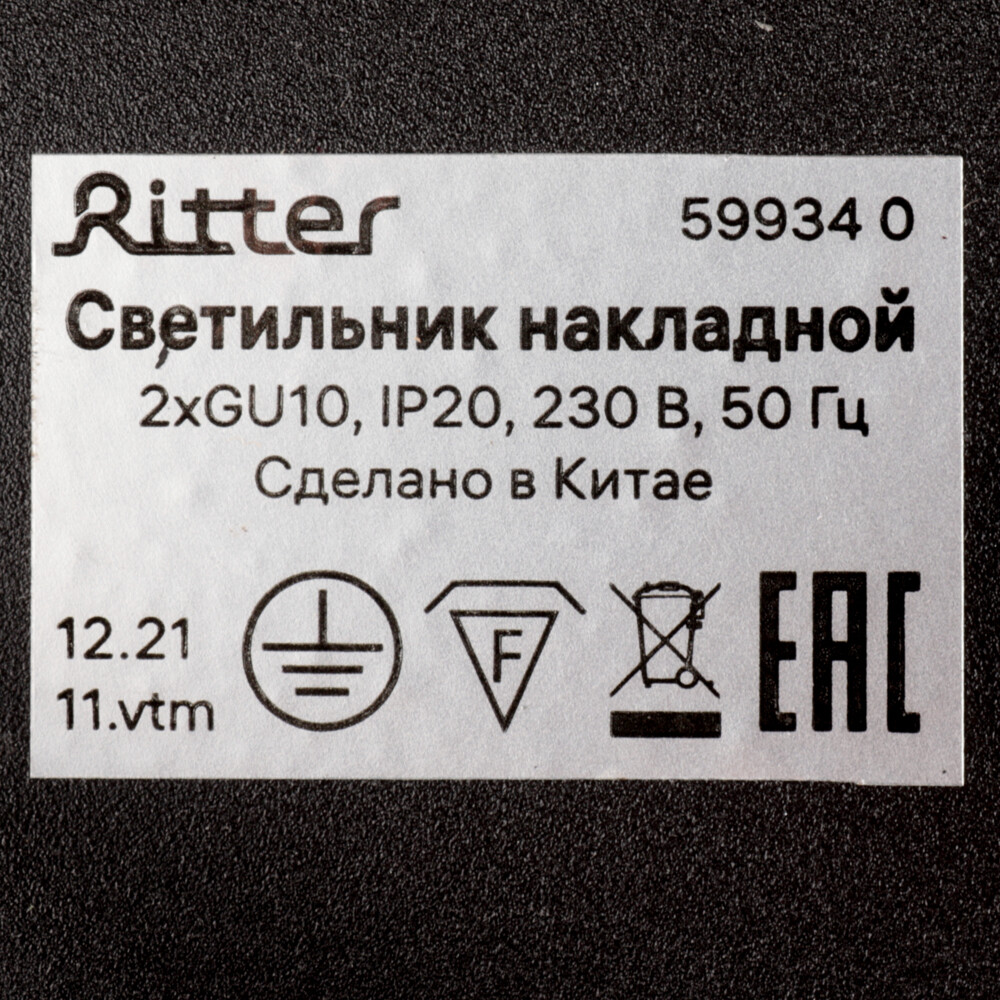 Ritter 59934 0
Светильник накладной
2xGU10, IP20, 230 В, 50 Гц
Сделано в Китае
12.21
11.vtm
F
EAC